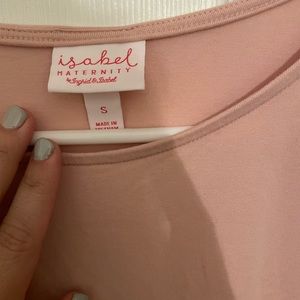 isabel
MATERNITY
by Ingrid & Isabel
S
MADE IN
VIETNAM